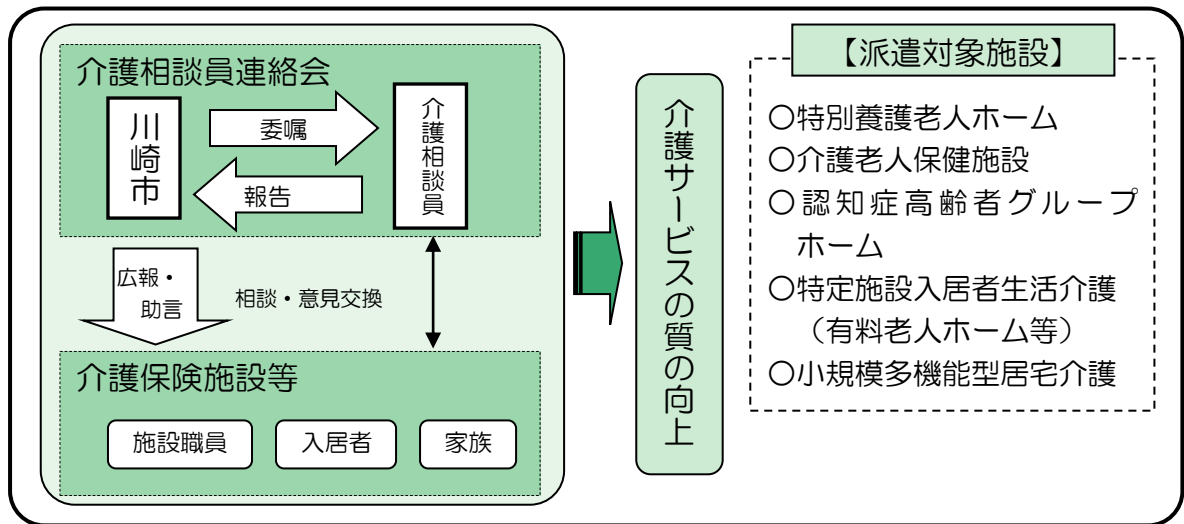 介護相談員連絡会
川崎市
委嘱
報告
介護相談員
広報・
助言
相談・意見交換
介護保険施設等
施設職員
入居者
家族
介護サービスの質の向上
【派遣対象施設】
〇特別養護老人ホーム
〇介護老人保健施設
〇認知症高齢者グループ
ホーム
〇特定施設入居者生活介護
（有料老人ホーム等）
〇小規模多機能型居宅介護